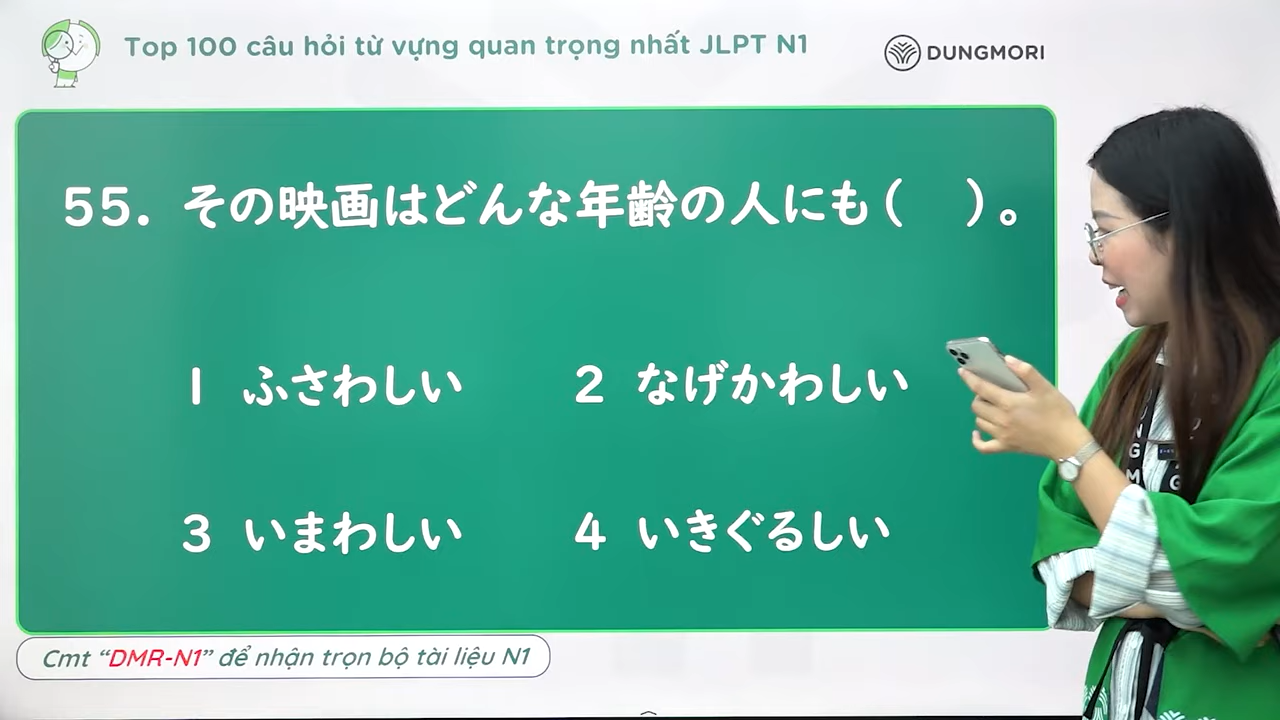 Top 100 câu hỏi từ vựng quan trọng nhất JLPT N1
DUNGMORI
55. その映画はどんな年齢の人にも(　)。
1 ふさわしい
2 なげかわしい
3 いまわしい
4 いきぐるしい
Cmt “DMR-N1” để nhận trọn bộ tài liệu N1